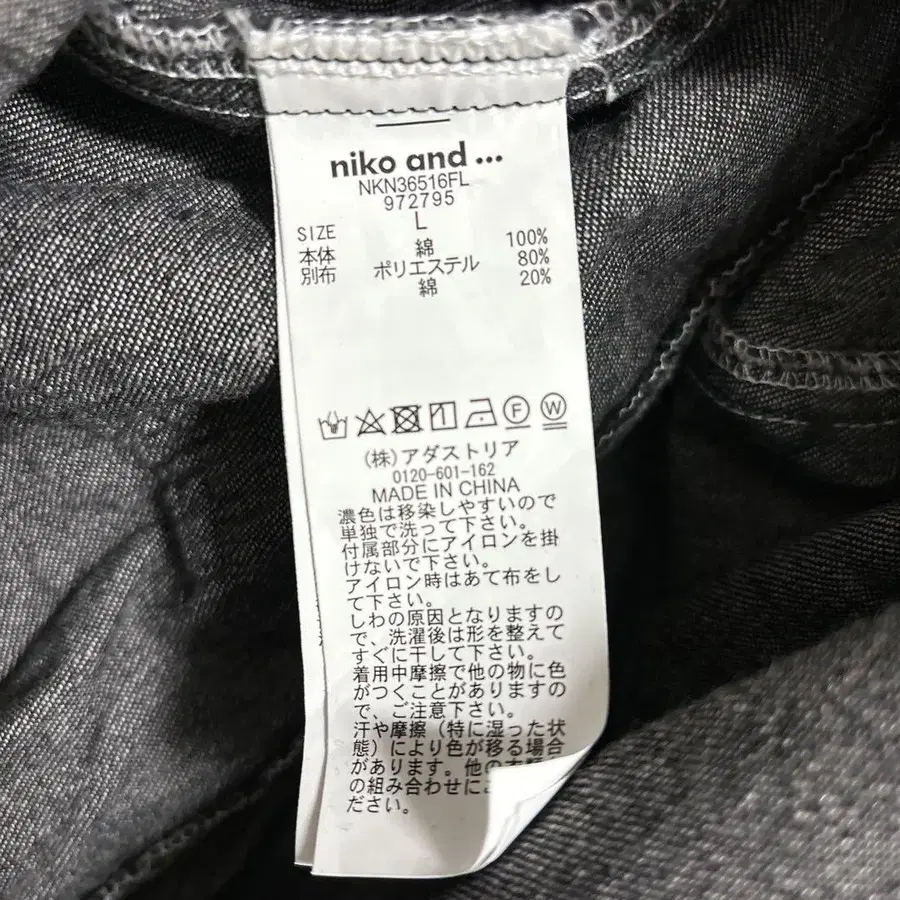 niko and ...
NKN36516FL
972795
SIZE L
本体 綿 100%
別布 ポリエステル 80%
綿 20%
F W
(株)アダストリア
0120-601-162
MADE IN CHINA
濃色は移染しやすいので
単独で洗って下さい。
付属部分にアイロンを掛
けないで下さい。
アイロン時はあて布をし
て下さい。
しわの原因となりますの
で、洗濯後は形を整えて
すぐに干して下さい。
着用中摩擦で他の物に色
がつくことがありますの
で、ご注意下さい。
汗や摩擦(特に湿った状
態)により色が移る場合
があります。他の
の組み合わせに
ださい。